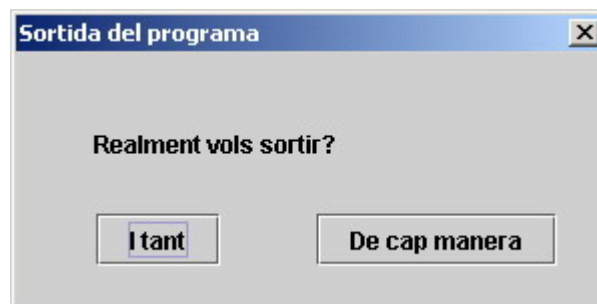 Sortida del programa
Realment vols sortir?
I tant
De cap manera